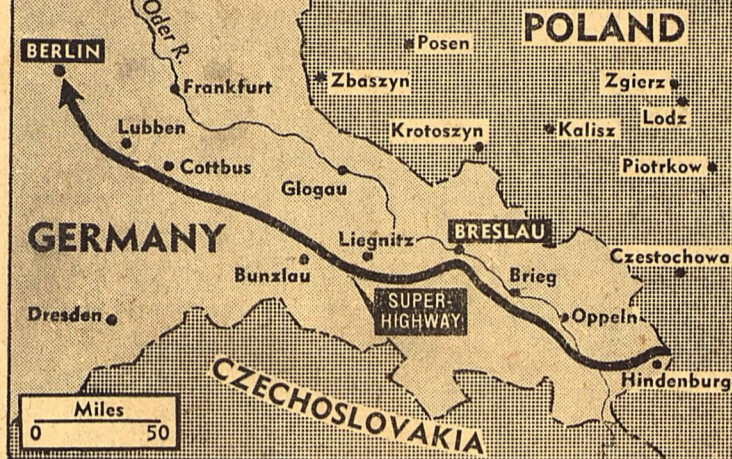 Oder R.
POLAND
BERLIN
Posen
Frankfurt
Zbaszyn
Zgierz
Lodz
Lubben
Krotoszyn
Kalisz
Cottbus
Piotrkow
Glogau
GERMANY
Liegnitz
BRESLAU
Bunzlau
Brieg
Czestochowa
SUPER-
HIGHWAY
Dresden
Oppeln
Hindenburg
CZECHOSLOVAKIA
Miles
0 50